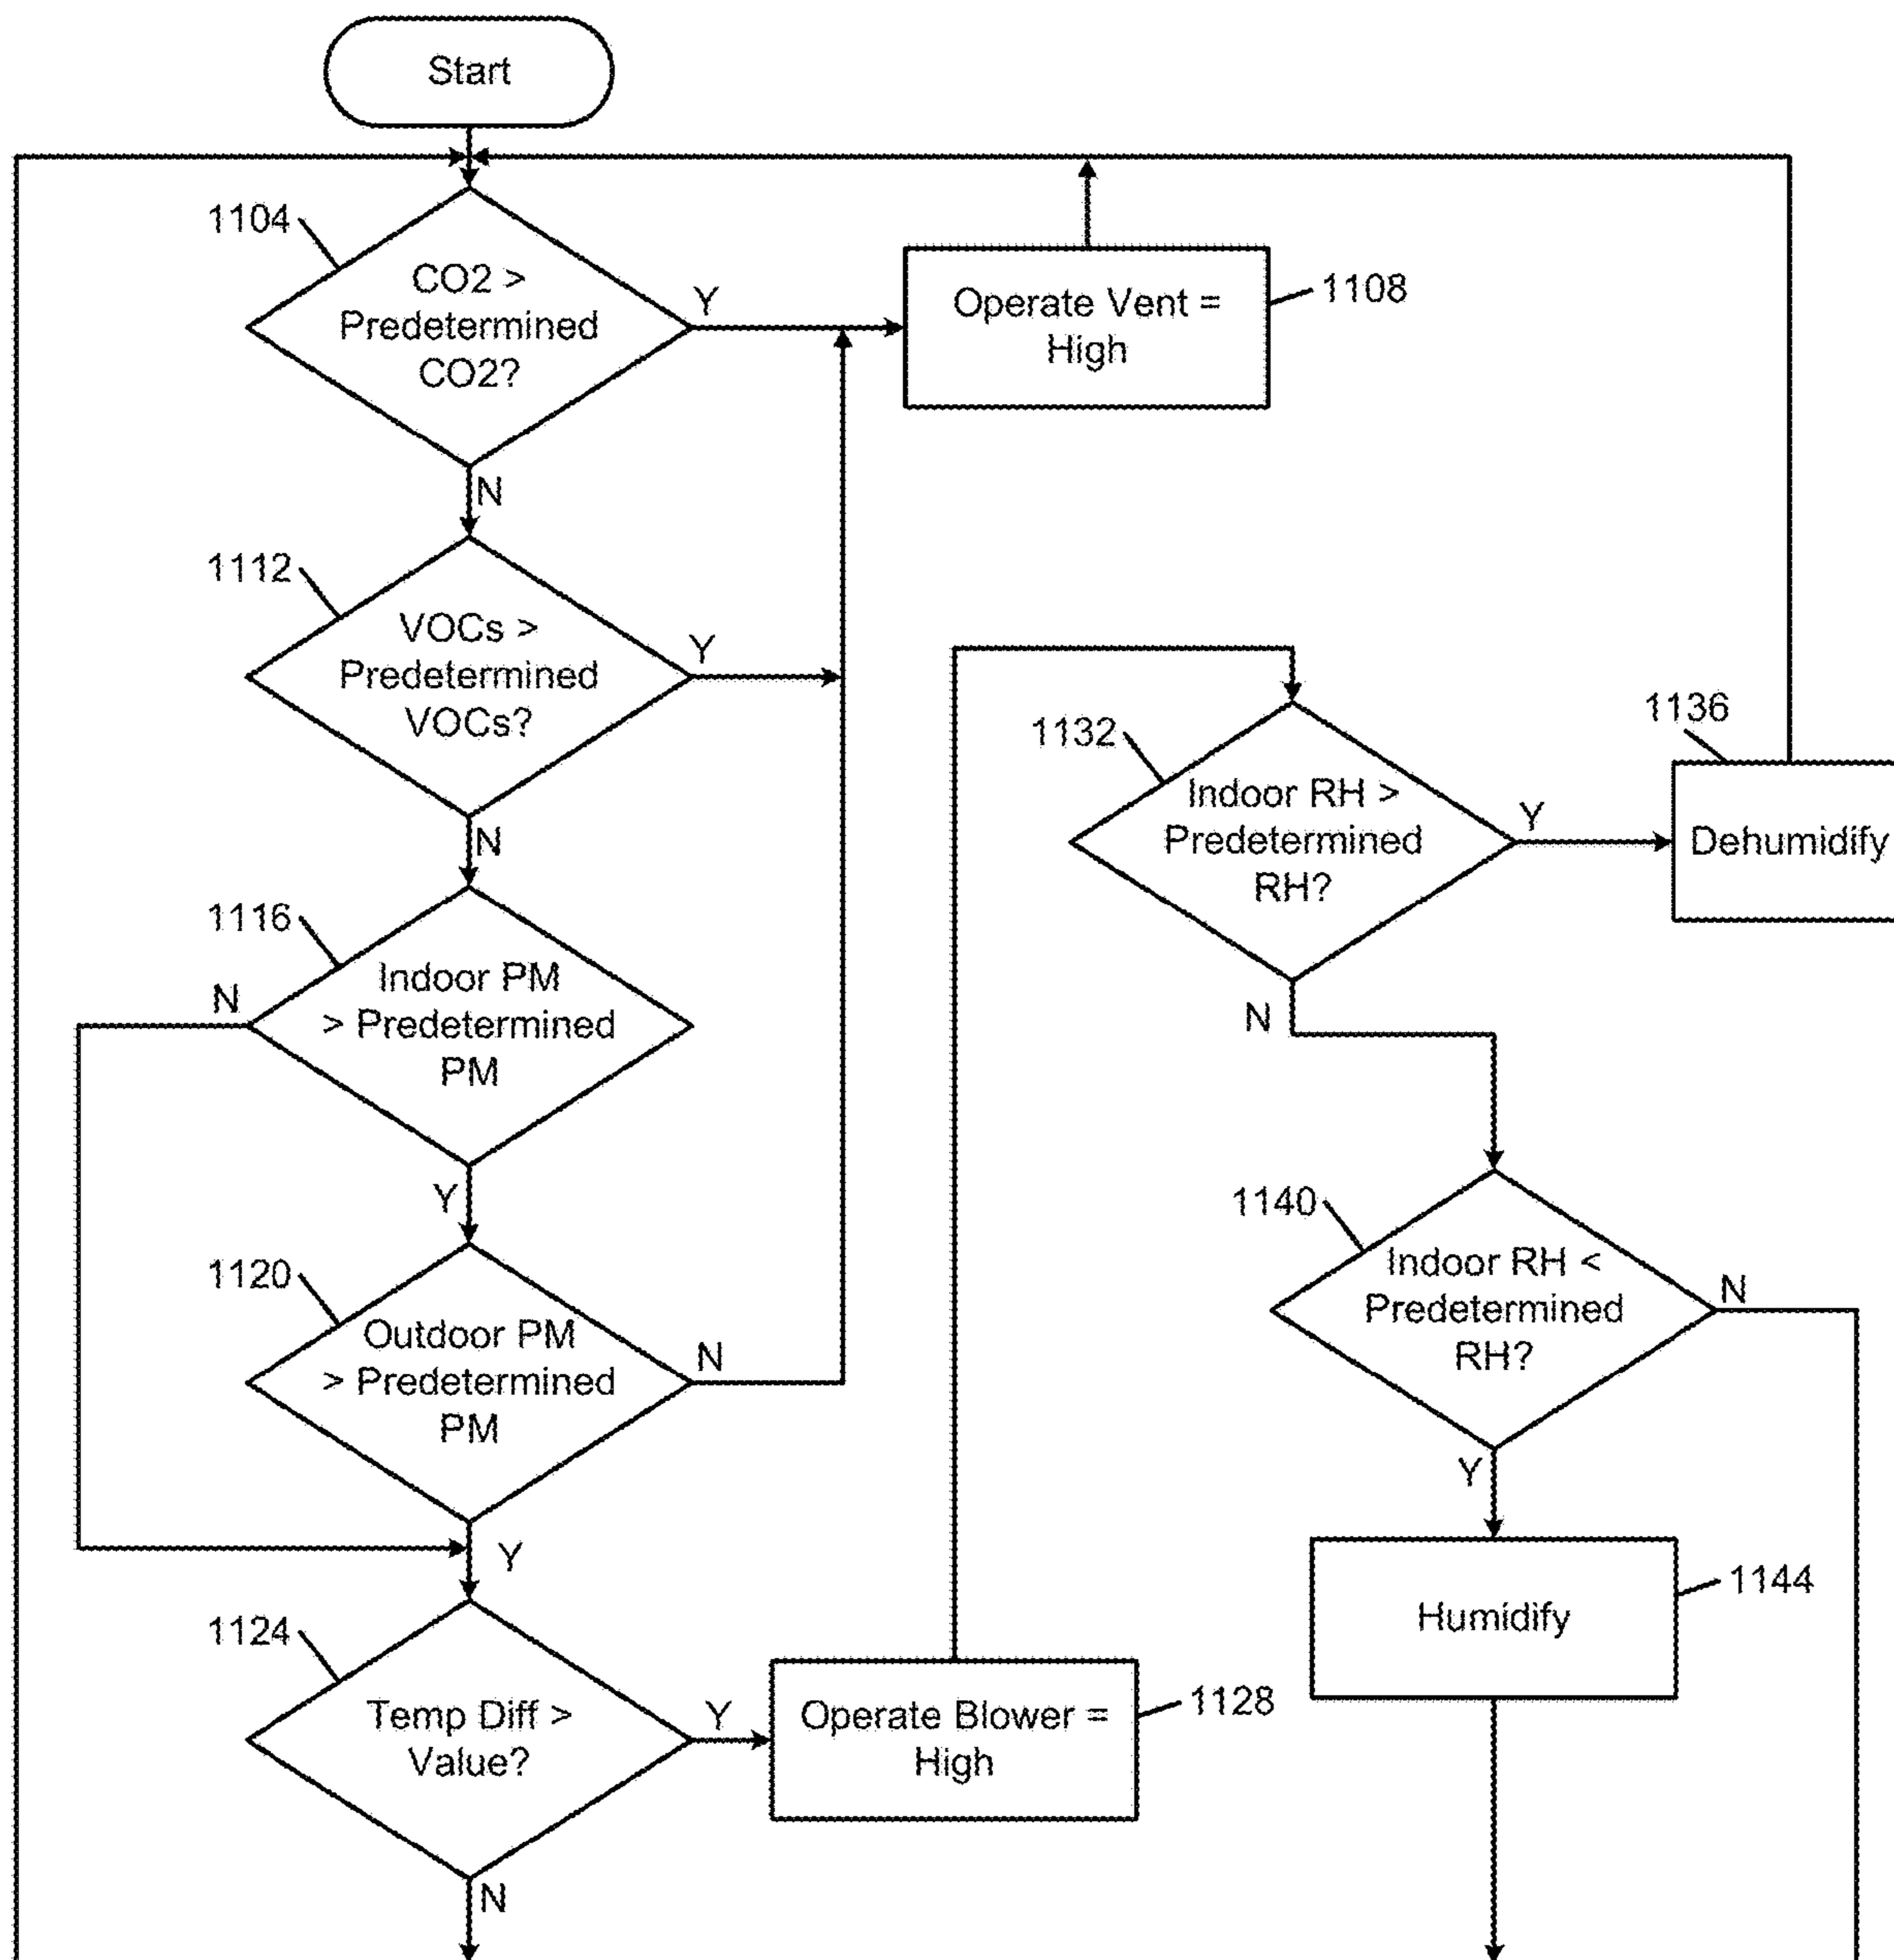 Start
1104
CO2 >
Predetermined
CO2?
Y
N
Operate Vent =
High
1108
1112
VOCs >
Predetermined
VOCs?
Y
N
1116
Indoor PM
> Predetermined
PM
N
Y
1120
Outdoor PM
> Predetermined
PM
N
Y
1124
Temp Diff >
Value?
Y
N
Operate Blower =
High
1128
1132
Indoor RH >
Predetermined
RH?
Y
N
1136
Dehumidify
1140
Indoor RH <
Predetermined
RH?
N
Y
Humidify
1144